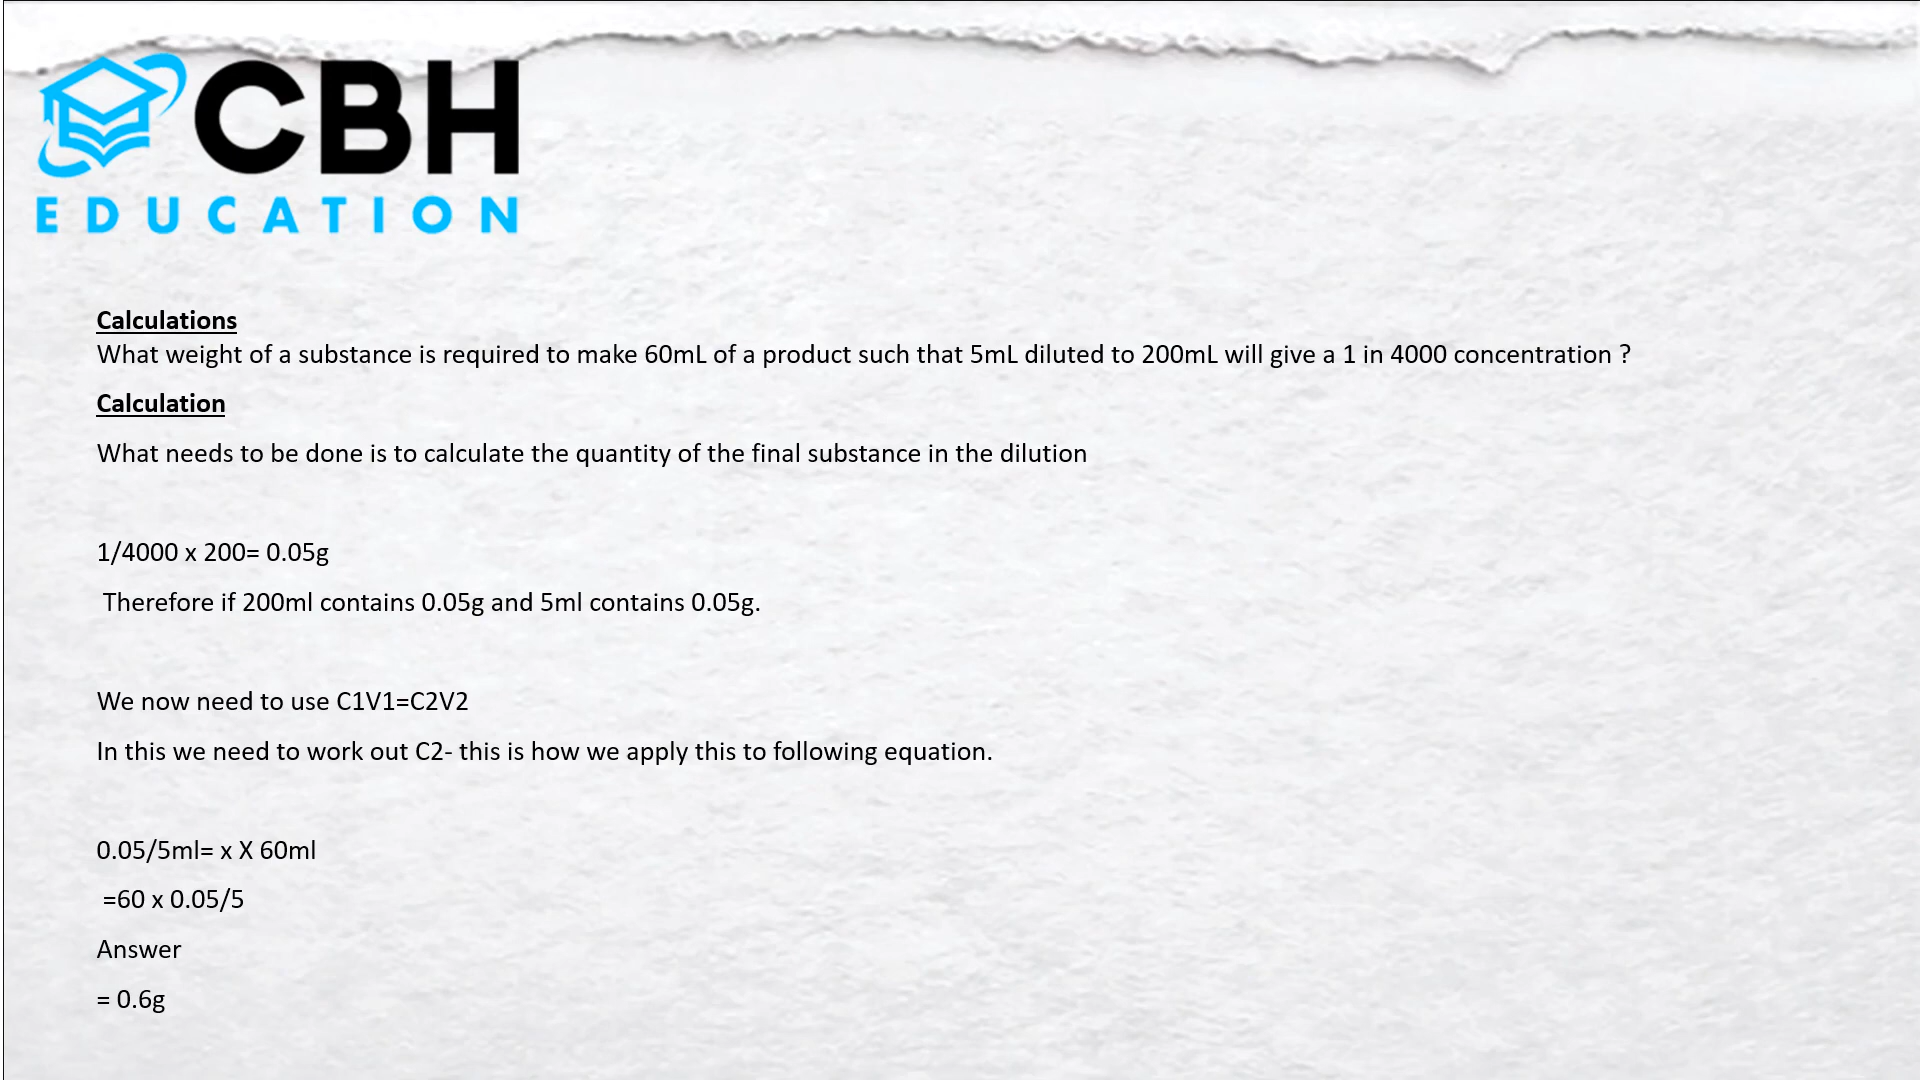 CBH
EDUCATION
Calculations
What weight of a substance is required to make 60mL of a product such that 5mL diluted to 200mL will give a 1 in 4000 concentration ?
Calculation
What needs to be done is to calculate the quantity of the final substance in the dilution
1/4000 x 200= 0.05g
Therefore if 200ml contains 0.05g and 5ml contains 0.05g.
We now need to use C1V1=C2V2
In this we need to work out C2- this is how we apply this to following equation.
0.05/5ml= x X 60ml
=60 x 0.05/5
Answer
= 0.6g